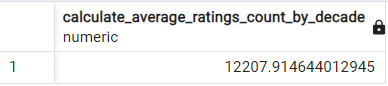 calculate_average_ratings_count_by_decade
numeric
1 12207.914644012945